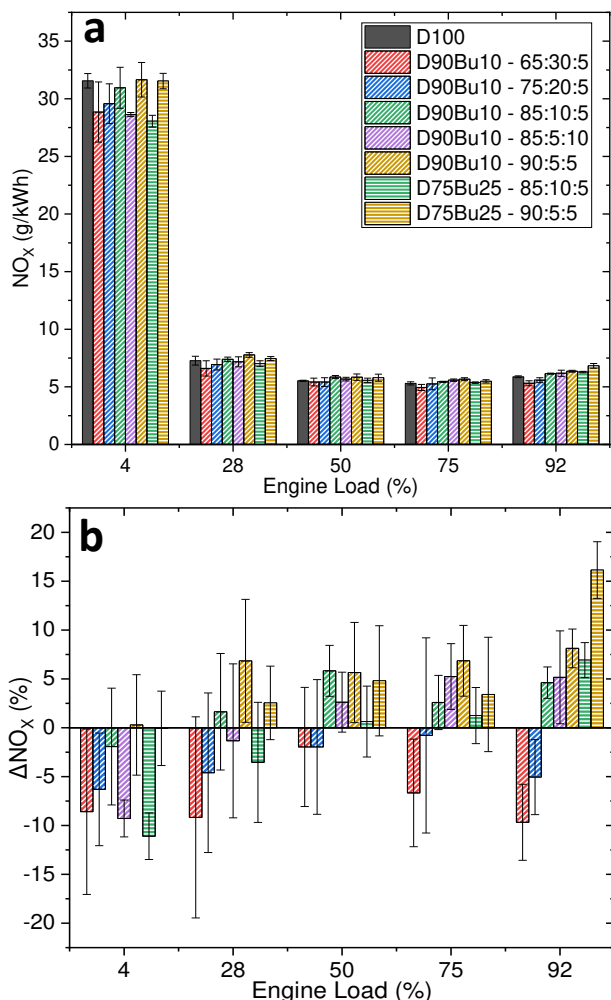 a
D100
D90Bu10 - 65:30:5
D90Bu10 - 75:20:5
D90Bu10 - 85:10:5
D90Bu10 - 85:5:10
D90Bu10 - 90:5:5
D75Bu25 - 85:10:5
D75Bu25 - 90:5:5
NOX (g/kWh)
35
30
25
20
15
10
5
0
4 28 50 75 92
Engine Load (%)
b
ΔNOX (%)
20
15
10
5
0
-5
-10
-15
-20
4 28 50 75 92
Engine Load (%)